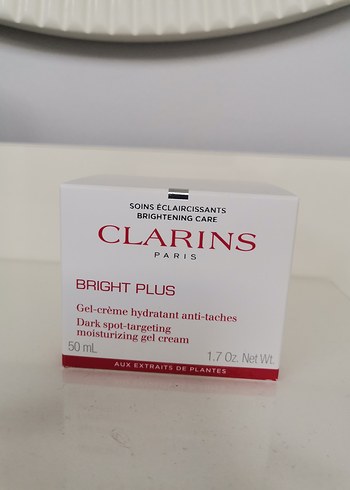 SOINS ÉCLAIRCISSANTS
BRIGHTENING CARE
CLARINS
PARIS
BRIGHT PLUS
Gel-crème hydratant anti-taches
Dark spot-targeting
moisturizing gel cream
50 mL
1.7 Oz. Net Wt.
AUX EXTRAITS DE PLANTES